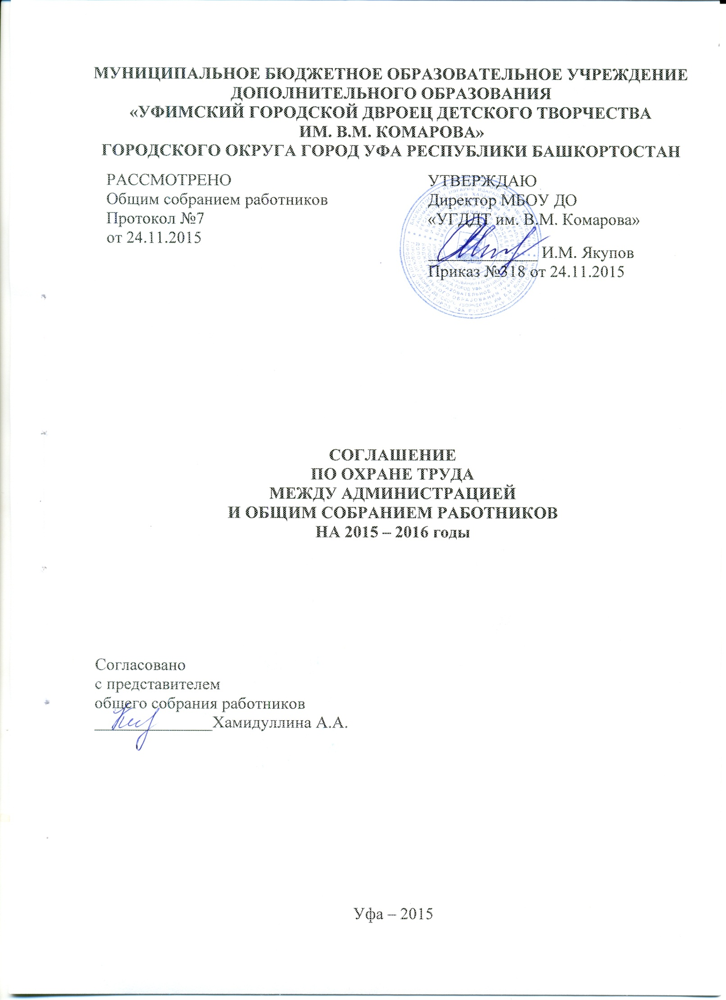 МУНИЦИПАЛЬНОЕ БЮДЖЕТНОЕ ОБРАЗОВАТЕЛЬНОЕ УЧРЕЖДЕНИЕ
ДОПОЛНИТЕЛЬНОГО ОБРАЗОВАНИЯ
«УФИМСКИЙ ГОРОДСКОЙ ДВРОЕЦ ДЕТСКОГО ТВОРЧЕСТВА
ИМ. В.М. КОМАРОВА»
ГОРОДСКОГО ОКРУГА ГОРОД УФА РЕСПУБЛИКИ БАШКОРТОСТАН
РАССМОТРЕНО
Общим собранием работников
Протокол №7
от 24.11.2015
УТВЕРЖДАЮ
Директор МБОУ ДО
«УГДДТ им. В.М. Комарова»
И.М. Якупов
Приказ №318 от 24.11.2015
СОГЛАШЕНИЕ
ПО ОХРАНЕ ТРУДА
МЕЖДУ АДМИНИСТРАЦИЕЙ
И ОБЩИМ СОБРАНИЕМ РАБОТНИКОВ
НА 2015 – 2016 годы
Согласовано
с представителем
общего собрания работников
Хамидуллина А.А.
Уфа – 2015